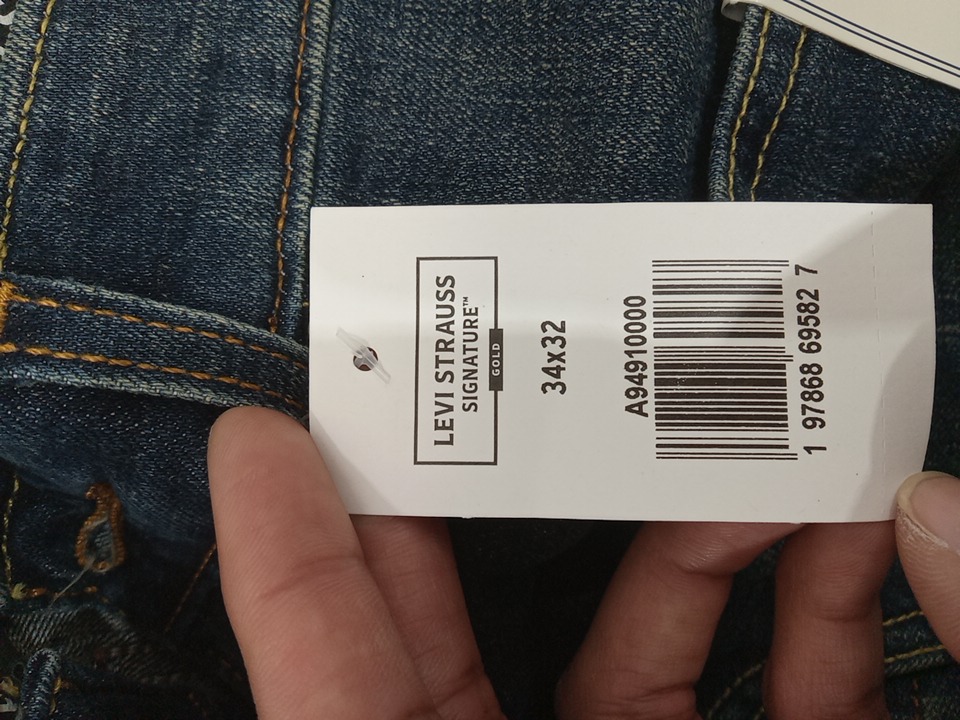 LEVI STRAUSS
SIGNATURE™
GOLD
34x32
A94910000
1 97868 69582 7